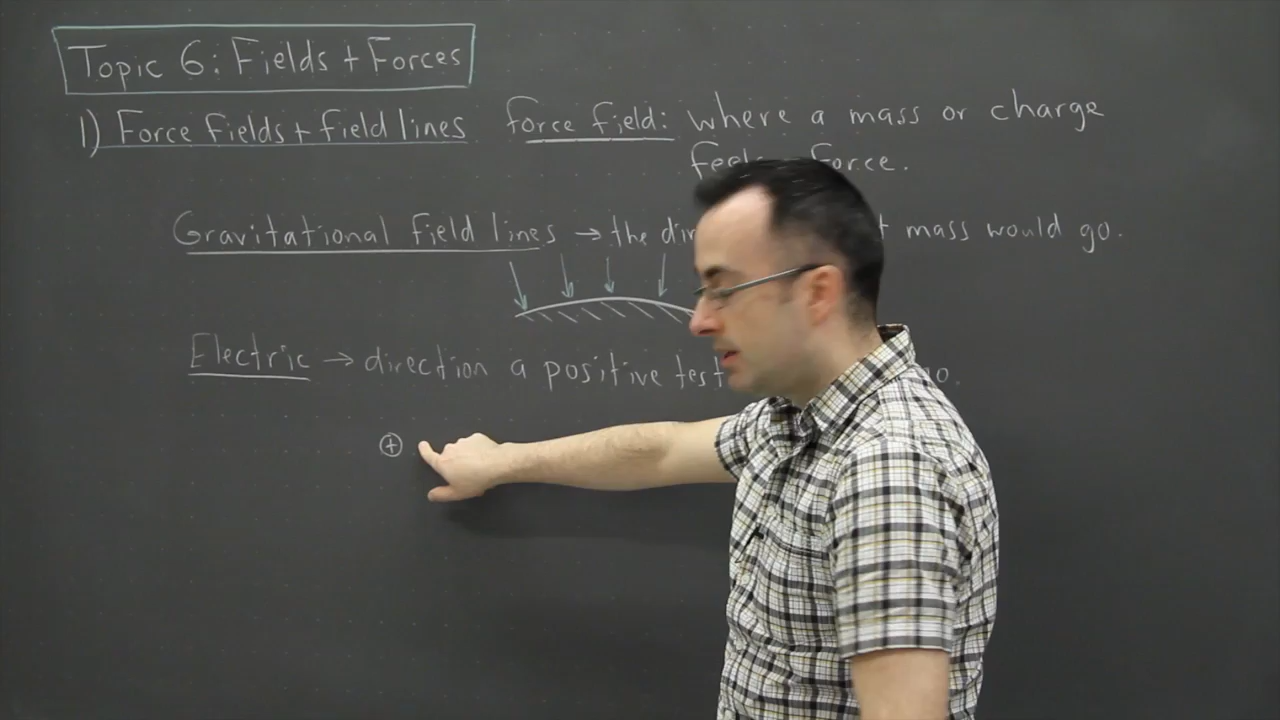 Topic 6: Fields + Forces
1) Force fields + field lines force field: where a mass or charge
force.
Gravitational field lines → the mass would go.
Electric → direction a positive test
+